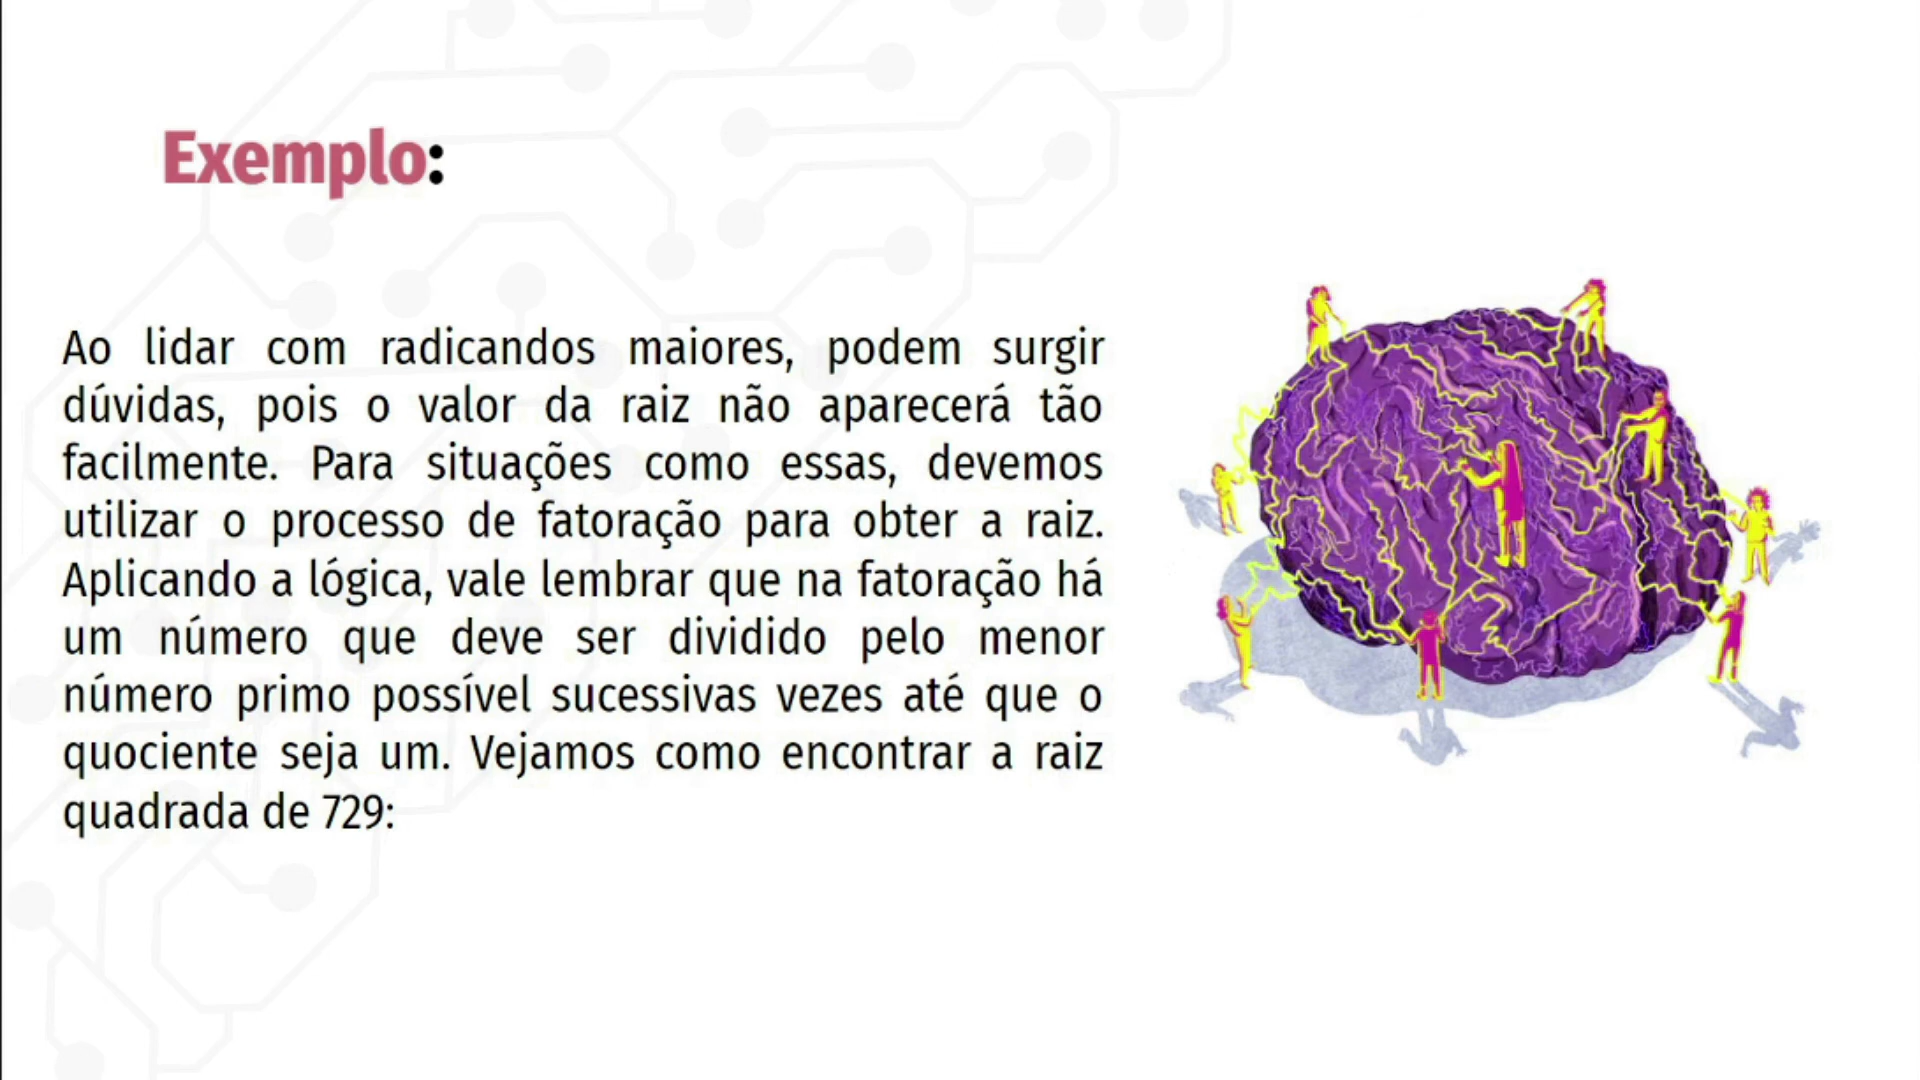 Exemplo:
Ao lidar com radicandos maiores, podem surgir
dúvidas, pois o valor da raiz não aparecerá tão
facilmente. Para situações como essas, devemos
utilizar o processo de fatoração para obter a raiz.
Aplicando a lógica, vale lembrar que na fatoração há
um número que deve ser dividido pelo menor
número primo possível sucessivas vezes até que o
quociente seja um. Vejamos como encontrar a raiz
quadrada de 729: